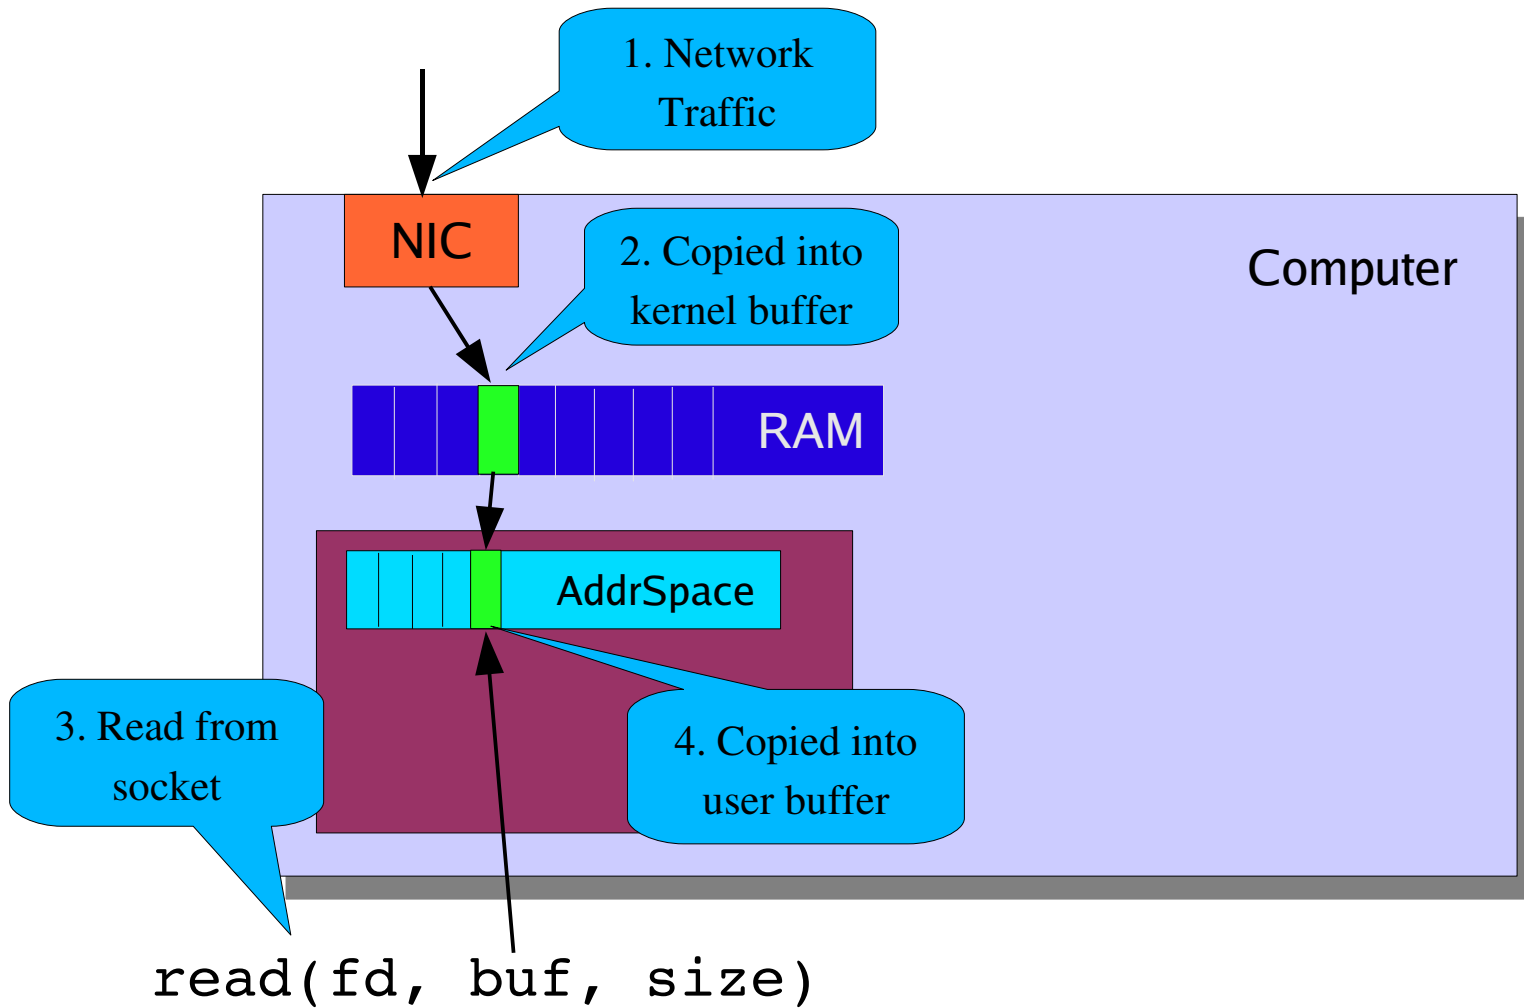 1. Network
Traffic
NIC
2. Copied into
kernel buffer
Computer
RAM
AddrSpace
3. Read from
socket
4. Copied into
user buffer
read(fd, buf, size)